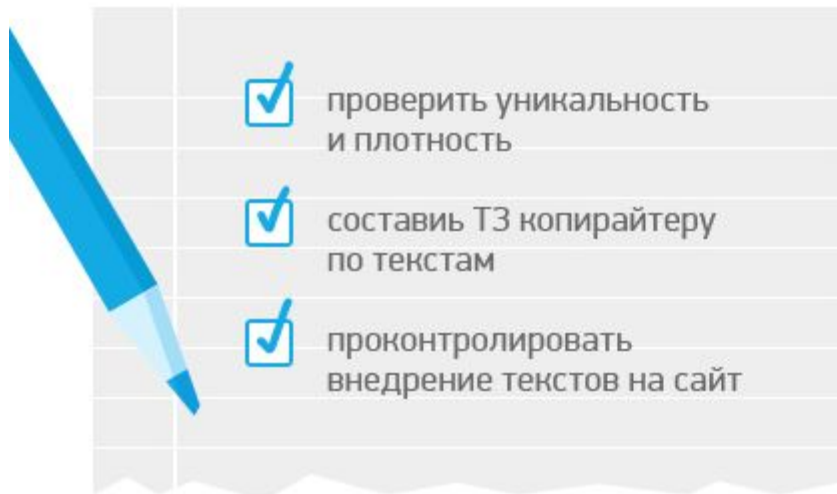 проверить уникальность
и плотность
составиь ТЗ копирайтеру
по текстам
проконтролировать
внедрение текстов на сайт